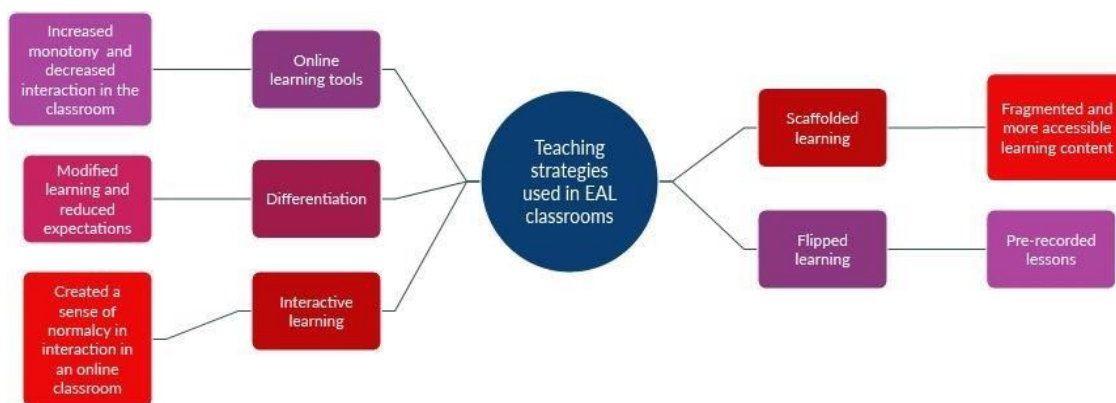 Increased
monotony and
decreased
interaction in the
classroom
Online
learning tools
Modified
learning and
reduced
expectations
Differentiation
Created a
sense of
normalcy in
interaction in
an online
classroom
Interactive
learning
Teaching
strategies
used in EAL
classrooms
Scaffolded
learning
Fragmented and
more accessible
learning content
Flipped
learning
Pre-recorded
lessons